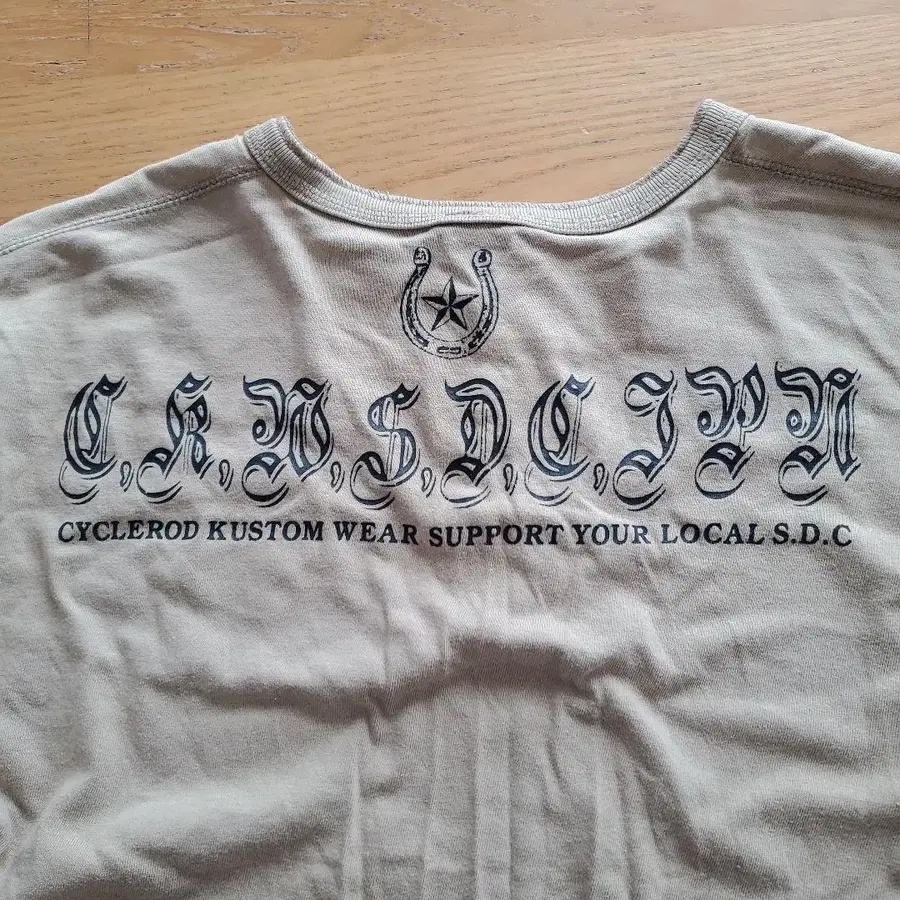 C,K,W,S,D,C,JPN
CYCLEROD KUSTOM WEAR SUPPORT YOUR LOCAL S.D.C